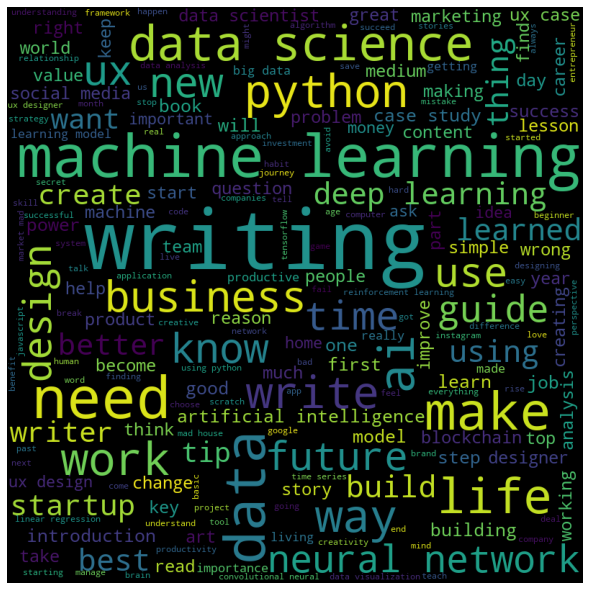 understanding framework happen algorithm succeed stories
right data scientist great marketing ux case
keep
data science
world
relationship
data analysis
might
always
entrepreneur
find
career
ux
new
python
thing
value
us
big data
medium
getting
day
social media
save
making
ux designer
month
stop
book
mistake
want
important
will
problem
money
case study
success
strategy
content
lesson
learning model
real
approach
avoid
started
machine learning
investment
habit
journey
secret
hard
create
start
question
deep learning
beginner
skill
companies
tell
successful
code
age
computer
power
machine
ask
part
idea
writing
learned
market mad
system
team
tensorflow
game
simple
wrong
talk
live
application
productive
people
designing
fail
easy
use
year
help
business
reinforcement learning
design
break
creative
reason
time
instagram
guide
creating
perspective
product
network
got
difference
love
javascript
better
know
home
one
really
ai
improve
using
human
using python
bad
much
first
made
benefit
become
finding
app
feel
learn
everything
rise
job
need
word
good
write
make
choose
scratch
artificial intelligence
analysis
writer
think
mad house
google
model
blockchain
top
past
work
tip
data
future
time series
brand
step
designer
next
come
basic
build
life
ux design
change
story
startup
key
project
going
way
deal
understand
tool
end
company
linear regression
art
living
creativity
building
working
introduction
productivity
mind
neural network
take
best
read
importance
starting
manage
brain
convolutional neural
data visualization
teach